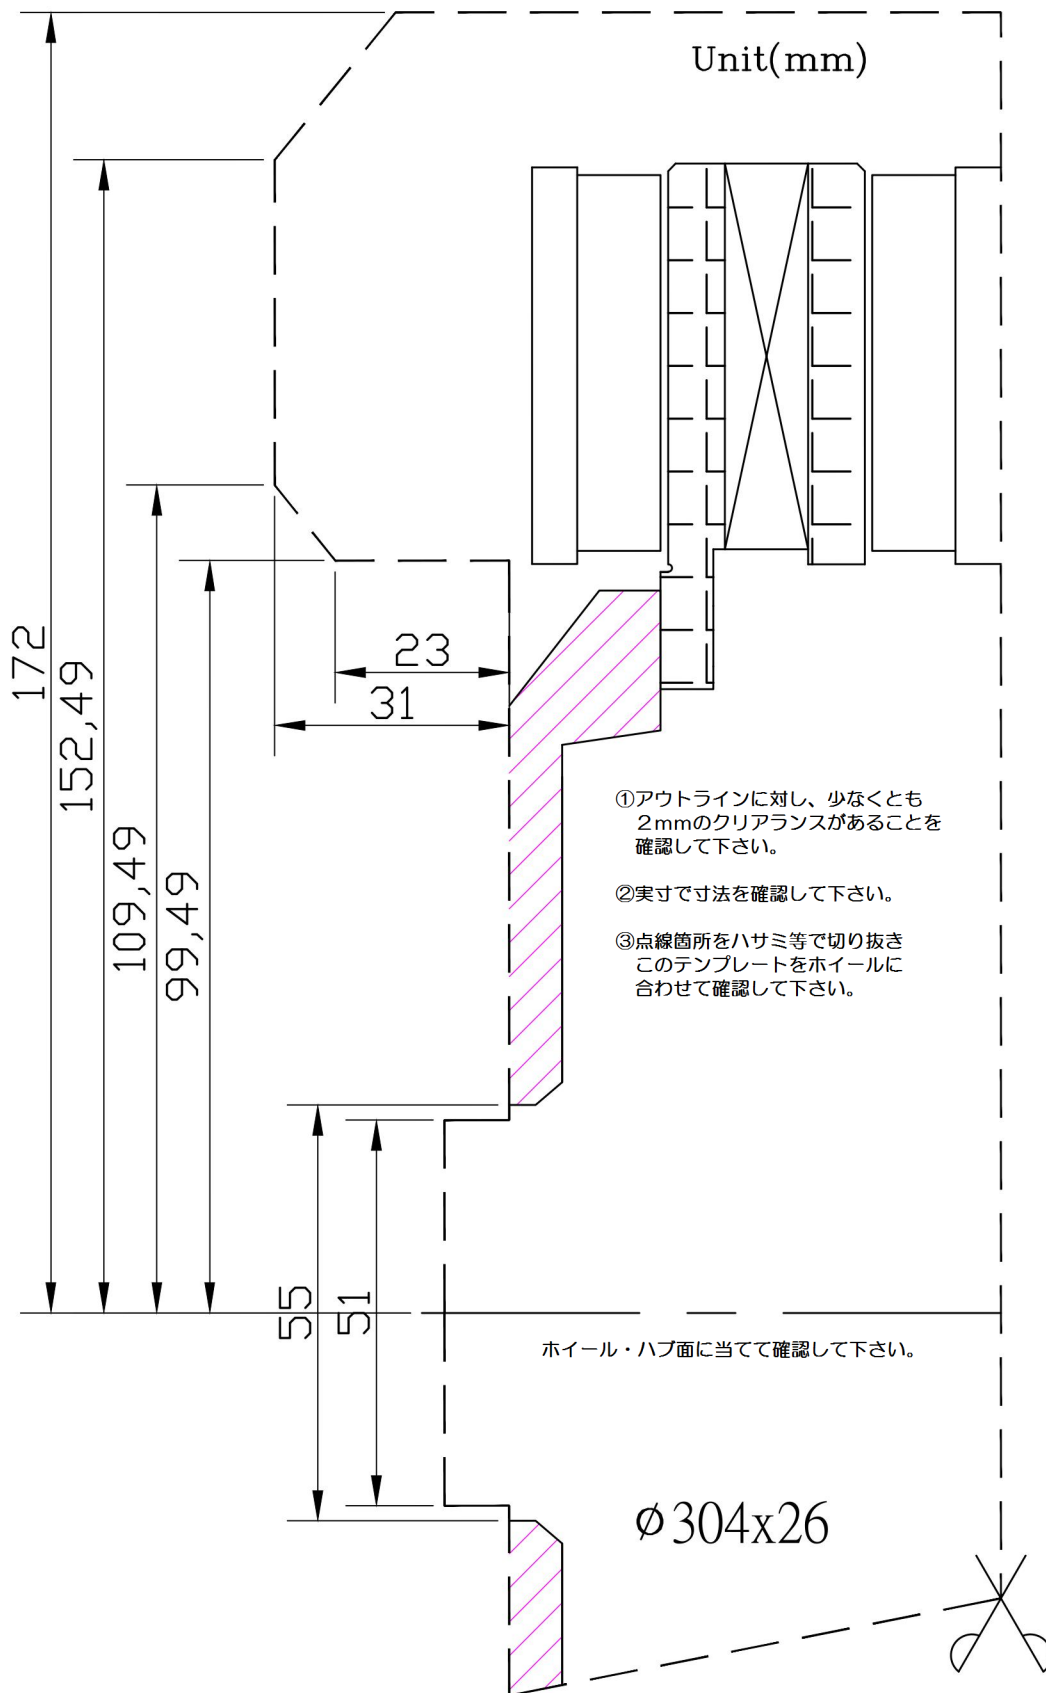 Unit(mm)
172
152,49
109,49
99,49
23
31
①アウトラインに対し、少なくとも
２mmのクリアランスがあることを
確認して下さい。
②実寸で寸法を確認して下さい。
③点線箇所をハサミ等で切り抜き
このテンプレートをホイールに
合わせて確認して下さい。
55
51
ホイール・ハブ面に当てて確認して下さい。
Φ304x26